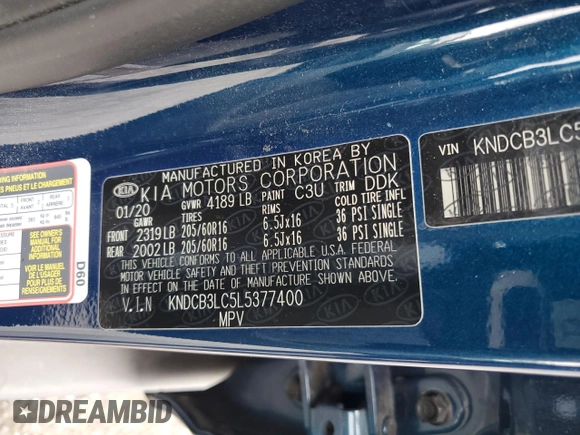 MANUFACTURED IN KOREA BY
KIA KIA MOTORS CORPORATION
01/20 GVWR 4189 LB PAINT C3U TRIM DDK
GAWR TIRES RIMS COLD TIRE INFL
FRONT 2319 LB 205/60R16 6.5Jx16 36 PSI SINGLE
REAR 2002 LB 205/60R16 6.5Jx16 36 PSI SINGLE
THIS VEHICLE CONFORMS TO ALL APPLICABLE U.S.A. FEDERAL
MOTOR VEHICLE SAFETY AND THEFT PREVENTION STANDARDS
IN EFFECT ON THE DATE OF MANUFACTURE SHOWN ABOVE.
V.I.N KNDCB3LC5L5377400
MPV
VIN KNDCB3LC5
SEE OWNER'S
MANUAL FOR
ADDITIONAL
INFORMATION
VOIR LE MANUEL
DE L'USAGER
POUR PLUS DE
RENSEIGNEMENTS
D60
DREAMBID